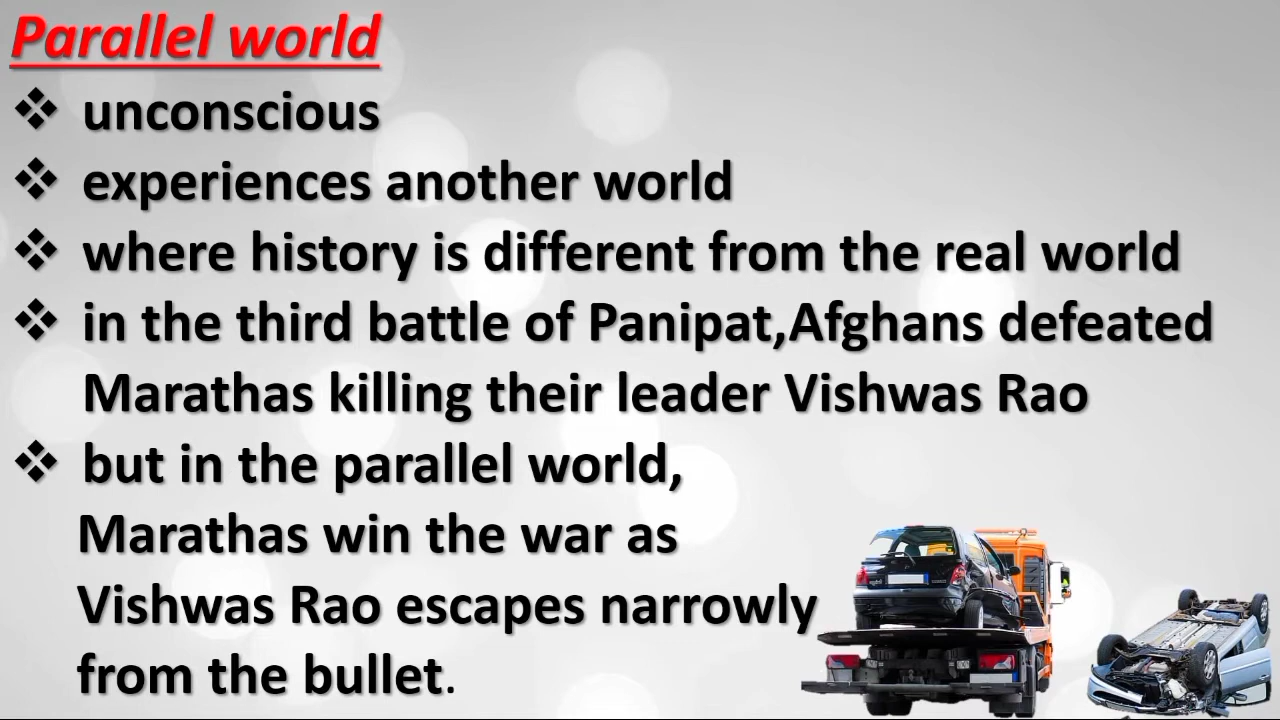 Parallel world
❖ unconscious
❖ experiences another world
❖ where history is different from the real world
❖ in the third battle of Panipat,Afghans defeated
Marathas killing their leader Vishwas Rao
❖ but in the parallel world,
Marathas win the war as
Vishwas Rao escapes narrowly
from the bullet.